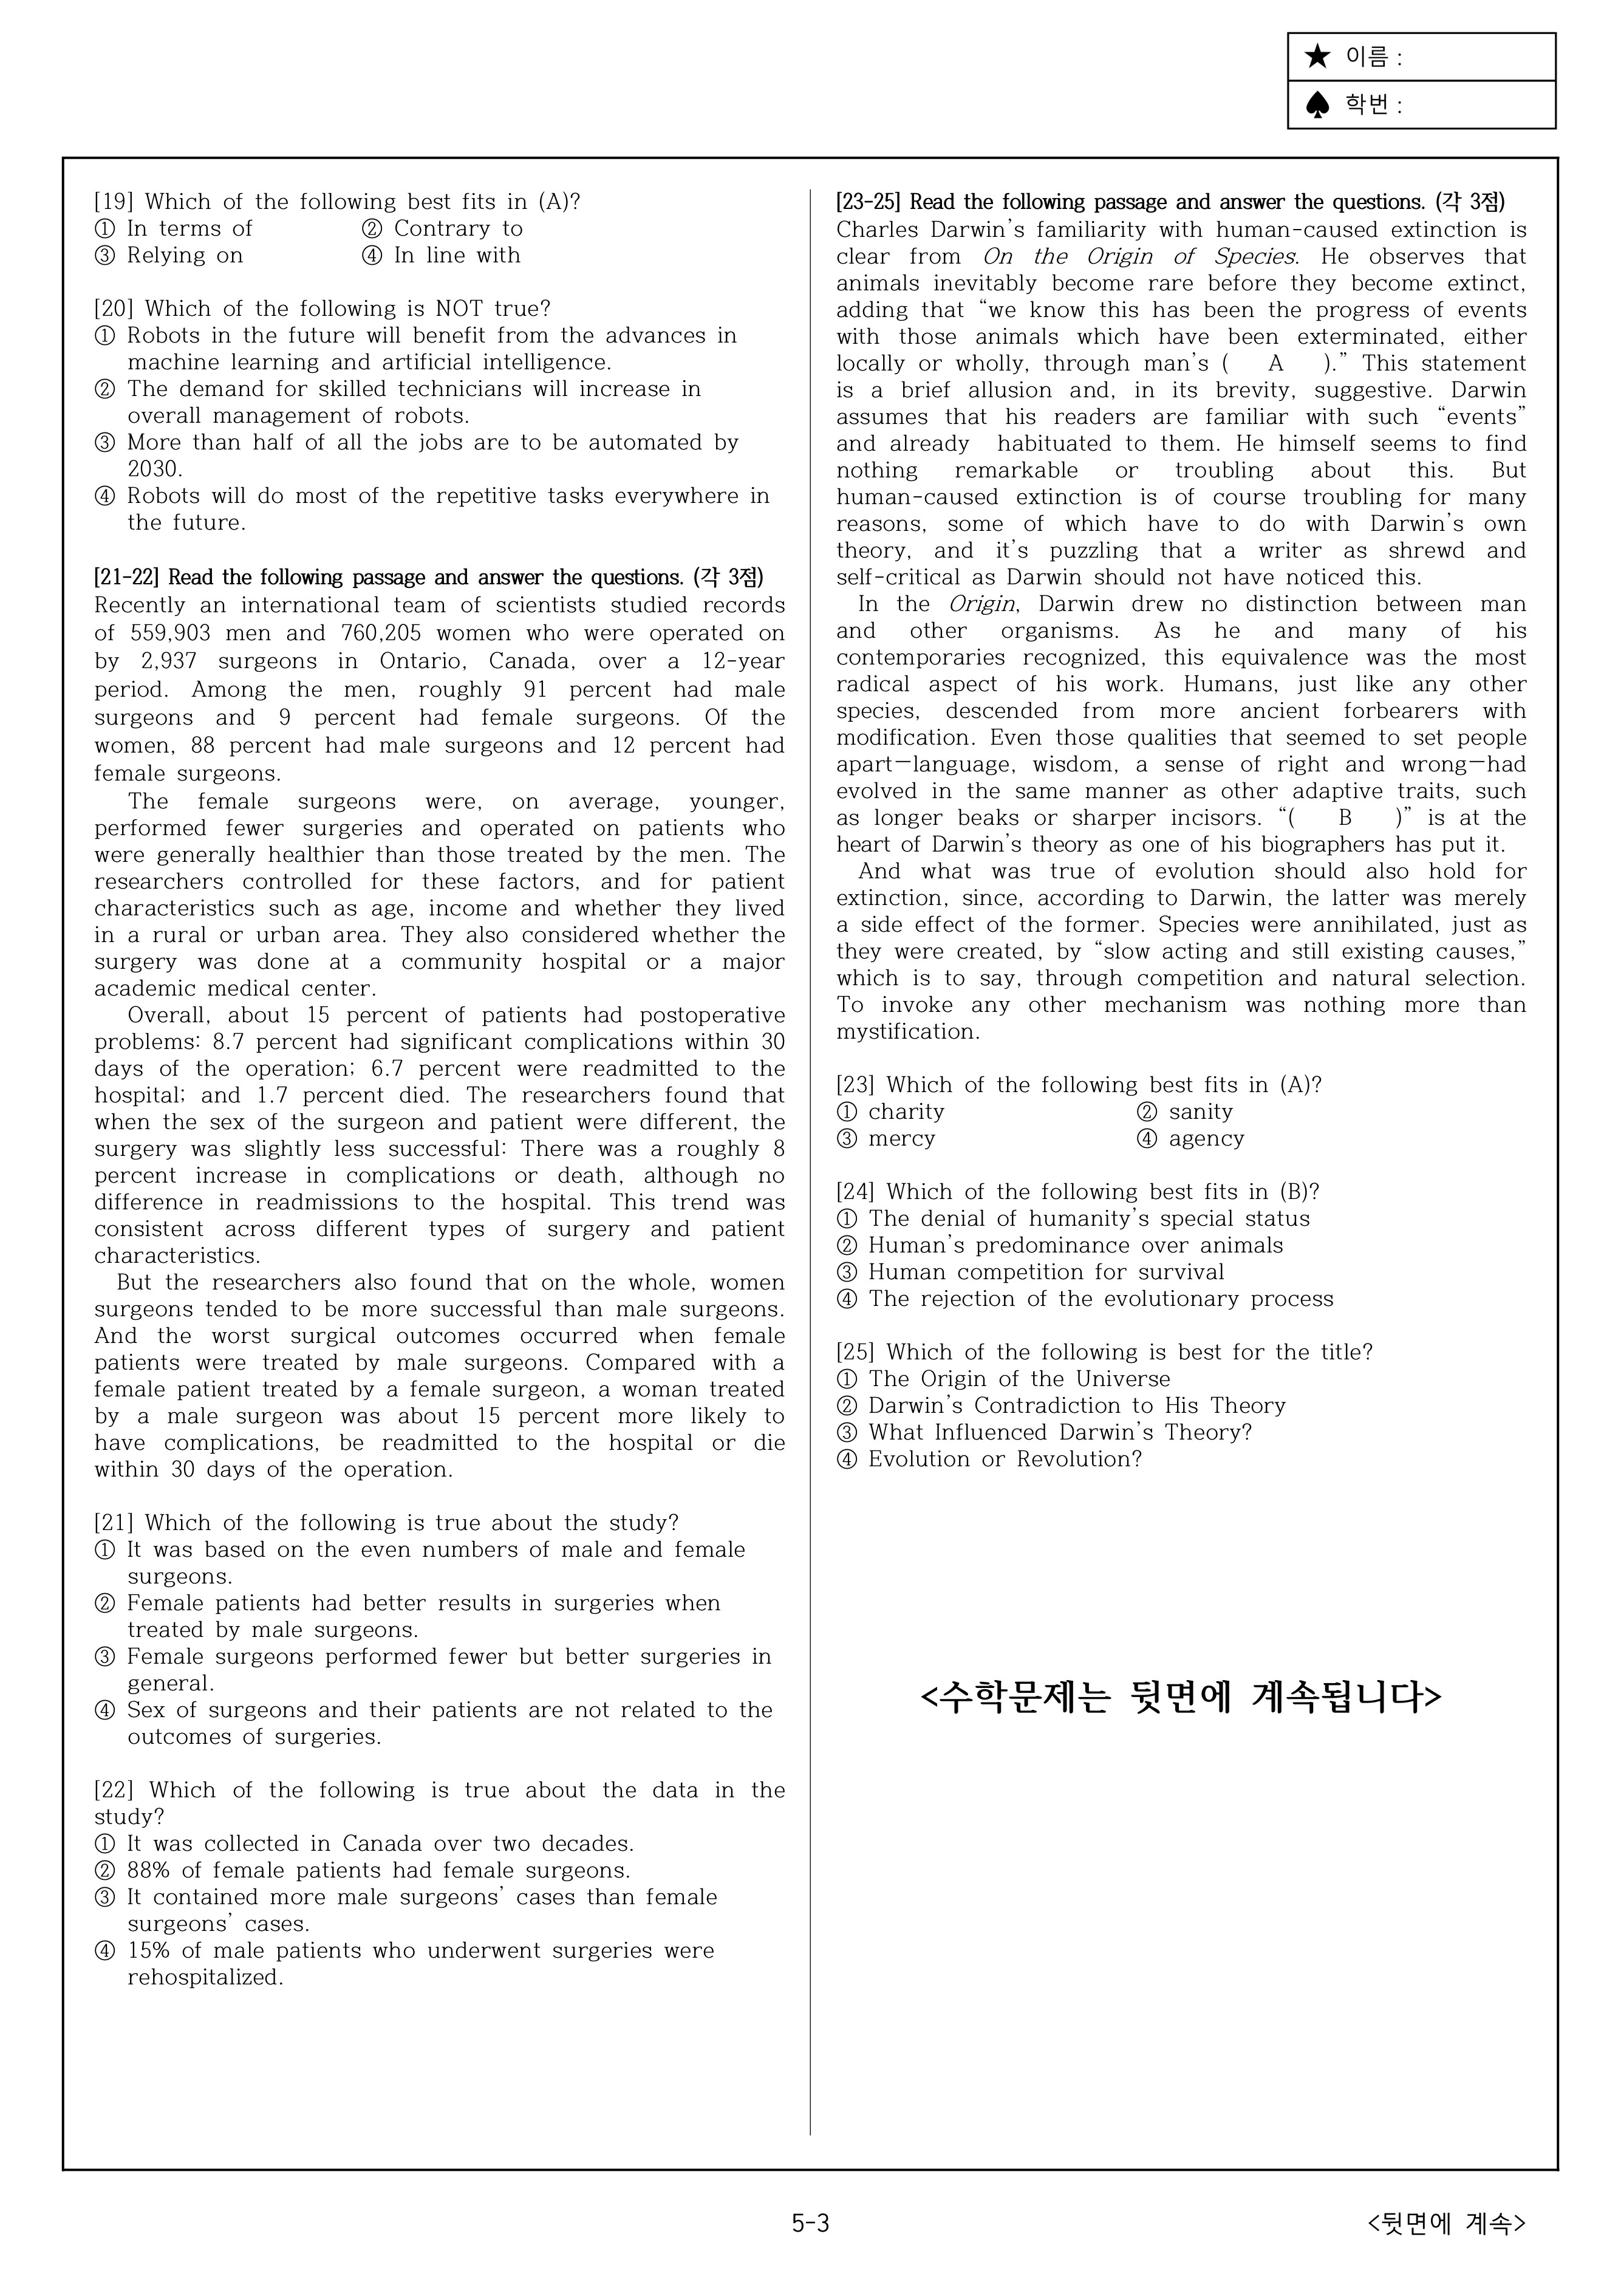 ★ 이름 :
♠ 학번 :
[19] Which of the following best fits in (A)?
① In terms of ② Contrary to
③ Relying on ④ In line with
[20] Which of the following is NOT true?
① Robots in the future will benefit from the advances in
machine learning and artificial intelligence.
② The demand for skilled technicians will increase in
overall management of robots.
③ More than half of all the jobs are to be automated by
2030.
④ Robots will do most of the repetitive tasks everywhere in
the future.
[21-22] Read the following passage and answer the questions. (각 3점)
Recently an international team of scientists studied records
of 559,903 men and 760,205 women who were operated on
by 2,937 surgeons in Ontario, Canada, over a 12-year
period. Among the men, roughly 91 percent had male
surgeons and 9 percent had female surgeons. Of the
women, 88 percent had male surgeons and 12 percent had
female surgeons.
The female surgeons were, on average, younger,
performed fewer surgeries and operated on patients who
were generally healthier than those treated by the men. The
researchers controlled for these factors, and for patient
characteristics such as age, income and whether they lived
in a rural or urban area. They also considered whether the
surgery was done at a community hospital or a major
academic medical center.
Overall, about 15 percent of patients had postoperative
problems: 8.7 percent had significant complications within 30
days of the operation; 6.7 percent were readmitted to the
hospital; and 1.7 percent died. The researchers found that
when the sex of the surgeon and patient were different, the
surgery was slightly less successful: There was a roughly 8
percent increase in complications or death, although no
difference in readmissions to the hospital. This trend was
consistent across different types of surgery and patient
characteristics.
But the researchers also found that on the whole, women
surgeons tended to be more successful than male surgeons.
And the worst surgical outcomes occurred when female
patients were treated by male surgeons. Compared with a
female patient treated by a female surgeon, a woman treated
by a male surgeon was about 15 percent more likely to
have complications, be readmitted to the hospital or die
within 30 days of the operation.
[21] Which of the following is true about the study?
① It was based on the even numbers of male and female
surgeons.
② Female patients had better results in surgeries when
treated by male surgeons.
③ Female surgeons performed fewer but better surgeries in
general.
④ Sex of surgeons and their patients are not related to the
outcomes of surgeries.
[22] Which of the following is true about the data in the
study?
① It was collected in Canada over two decades.
② 88% of female patients had female surgeons.
③ It contained more male surgeons' cases than female
surgeons' cases.
④ 15% of male patients who underwent surgeries were
rehospitalized.
[23-25] Read the following passage and answer the questions. (각 3점)
Charles Darwin's familiarity with human-caused extinction is
clear from On the Origin of Species. He observes that
animals inevitably become rare before they become extinct,
adding that “we know this has been the progress of events
with those animals which have been exterminated, either
locally or wholly, through man's ( A ).” This statement
is a brief allusion and, in its brevity, suggestive. Darwin
assumes that his readers are familiar with such “events”
and already habituated to them. He himself seems to find
nothing remarkable or troubling about this. But
human-caused extinction is of course troubling for many
reasons, some of which have to do with Darwin's own
theory, and it's puzzling that a writer as shrewd and
self-critical as Darwin should not have noticed this.
In the Origin, Darwin drew no distinction between man
and other organisms. As he and many of his
contemporaries recognized, this equivalence was the most
radical aspect of his work. Humans, just like any other
species, descended from more ancient forbearers with
modification. Even those qualities that seemed to set people
apart—language, wisdom, a sense of right and wrong—had
evolved in the same manner as other adaptive traits, such
as longer beaks or sharper incisors. “( B )” is at the
heart of Darwin's theory as one of his biographers has put it.
And what was true of evolution should also hold for
extinction, since, according to Darwin, the latter was merely
a side effect of the former. Species were annihilated, just as
they were created, by “slow acting and still existing causes,”
which is to say, through competition and natural selection.
To invoke any other mechanism was nothing more than
mystification.
[23] Which of the following best fits in (A)?
① charity ② sanity
③ mercy ④ agency
[24] Which of the following best fits in (B)?
① The denial of humanity's special status
② Human's predominance over animals
③ Human competition for survival
④ The rejection of the evolutionary process
[25] Which of the following is best for the title?
① The Origin of the Universe
② Darwin's Contradiction to His Theory
③ What Influenced Darwin's Theory?
④ Evolution or Revolution?
<수학문제는 뒷면에 계속됩니다>
5-3
<뒷면에 계속>